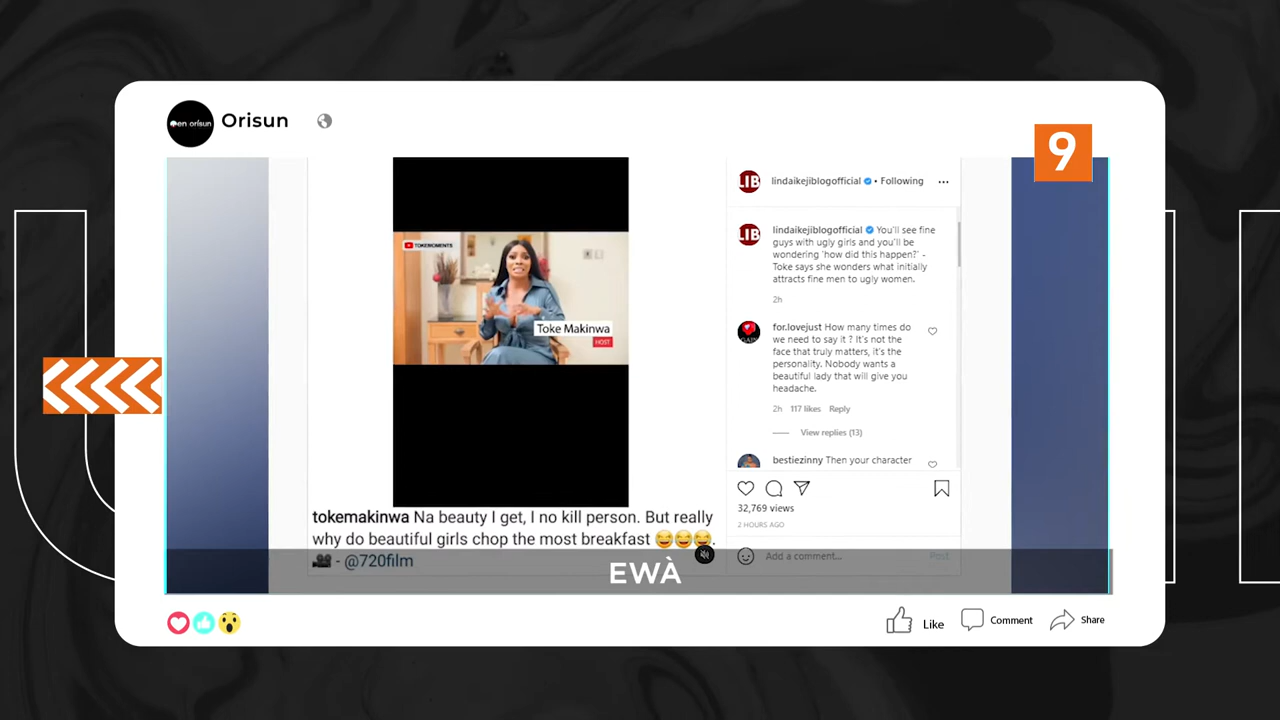 en orísun
Orisun
9
LIB
lindaikejiblogofficial • Following
LIB
lindaikejiblogofficial You'll see fine
guys with ugly girls and you'll be
wondering 'how did this happen?' -
Toke says she wonders what initially
attracts fine men to ugly women.
2h
for.lovejust How many times do
we need to say it ? It's not the
face that truly matters, it's the
personality. Nobody wants a
beautiful lady that will give you
headache.
2h 117 likes Reply
View replies (13)
bestiezinny Then your character
32,769 views
2 HOURS AGO
Add a comment... Post
TOKEMOMENTS
Toke Makinwa
HOST
tokemakinwa Na beauty I get, I no kill person. But really
why do beautiful girls chop the most breakfast 😂😂😂.
🎥 - @720film
EWÀ
Like Comment Share